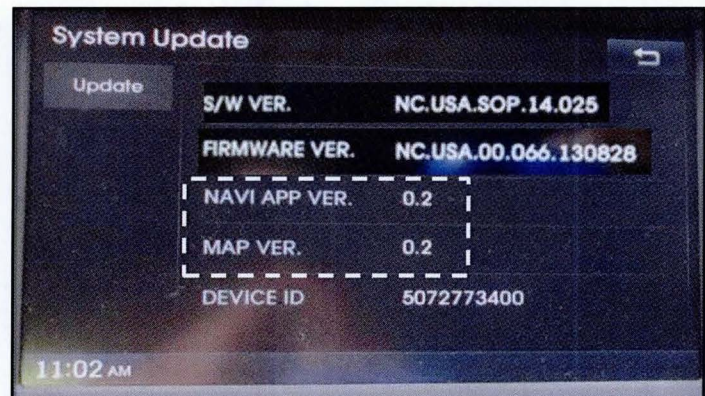 System Update
Update
S/W VER. NC.USA.SOP.14.025
FIRMWARE VER. NC.USA.00.066.130828
NAVI APP VER. 0.2
MAP VER. 0.2
DEVICE ID 5072773400
11:02 AM